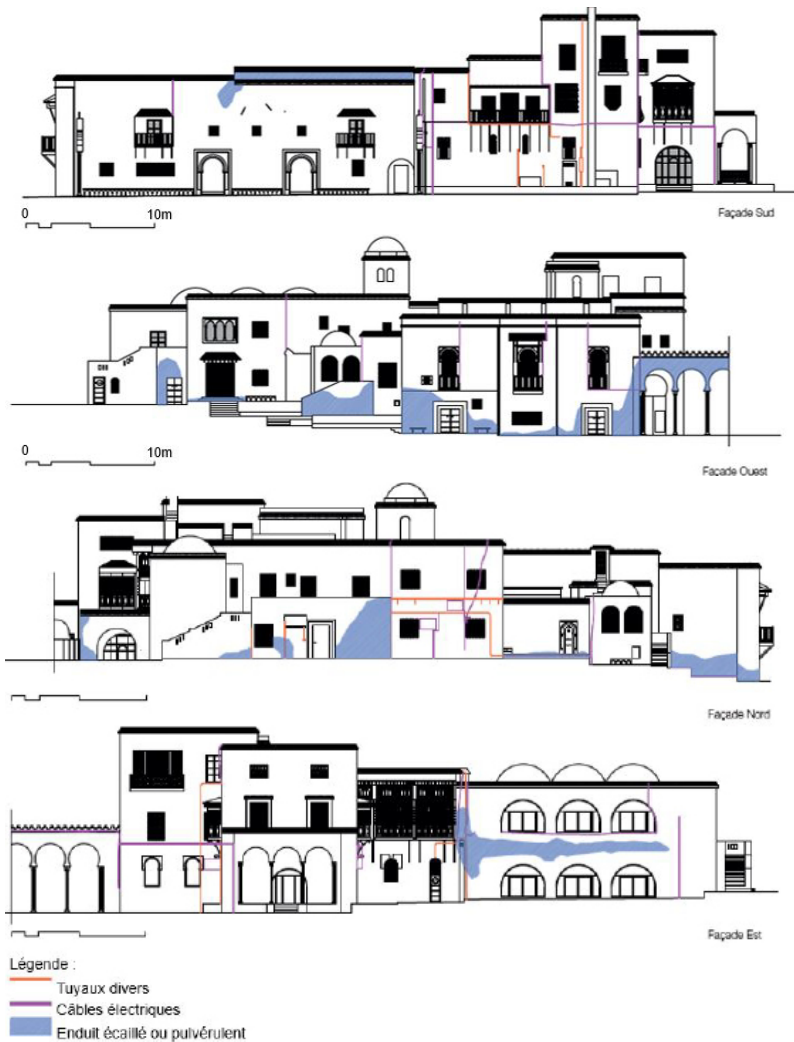 0 10m
Façade Sud
0 10m
Façade Ouest
Façade Nord
Façade Est
Légende :
Tuyaux divers
Câbles électriques
Enduit écaillé ou pulvérulent